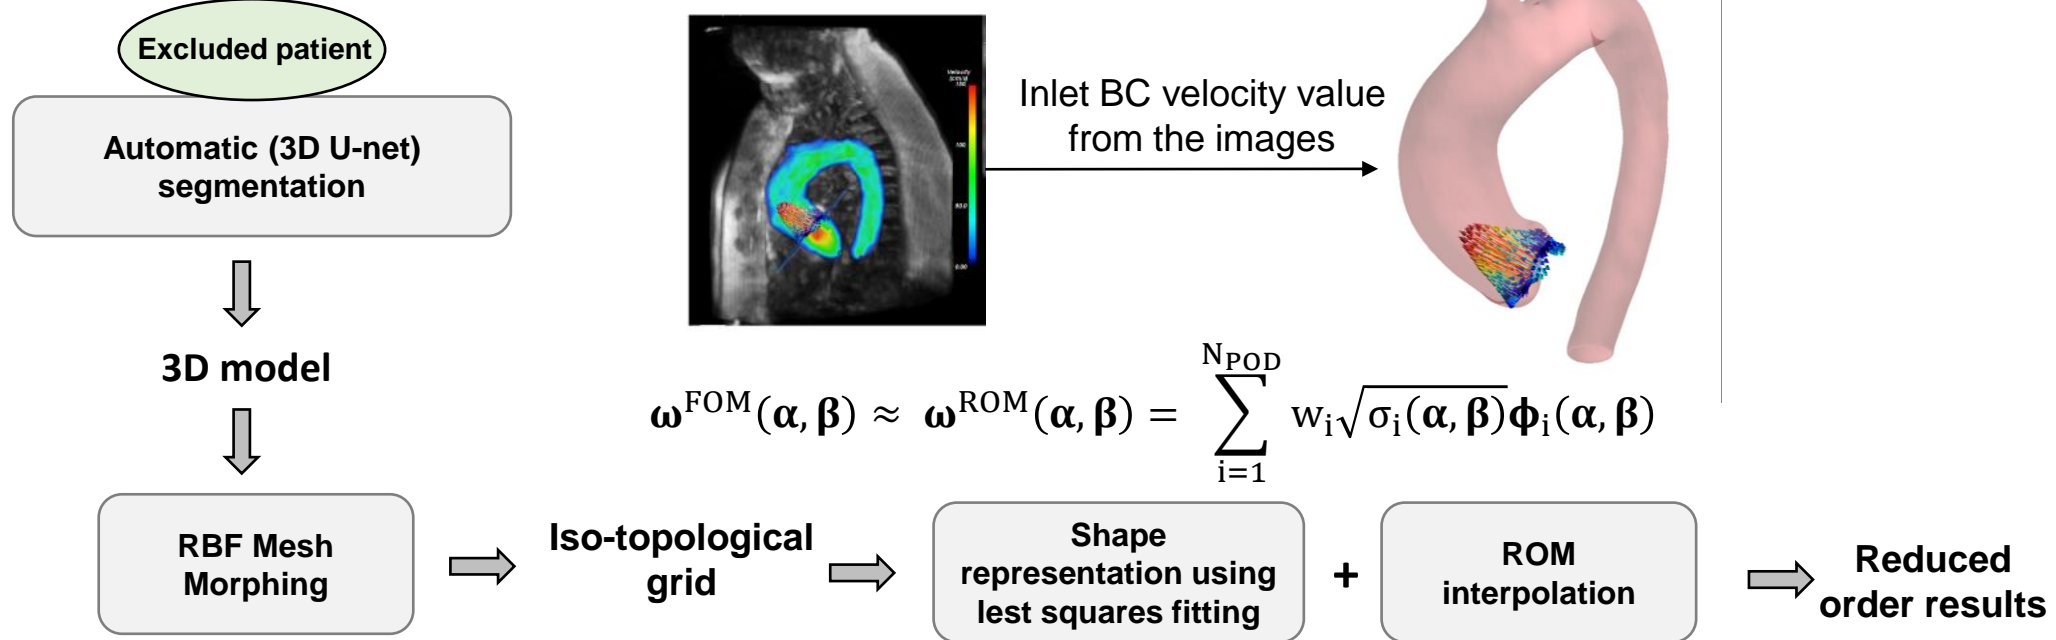 Excluded patient
Automatic (3D U-net)
segmentation
3D model
RBF Mesh
Morphing
Iso-topological
grid
Velocity
Inlet BC velocity value
from the images
ω^FOM(α, β) ≈ ω^ROM(α, β) = ∑_{i=1}^{N_POD} w_i√σ_i(α, β)ϕ_i(α, β)
Shape
representation using
lest squares fitting
+
ROM
interpolation
Reduced
order results